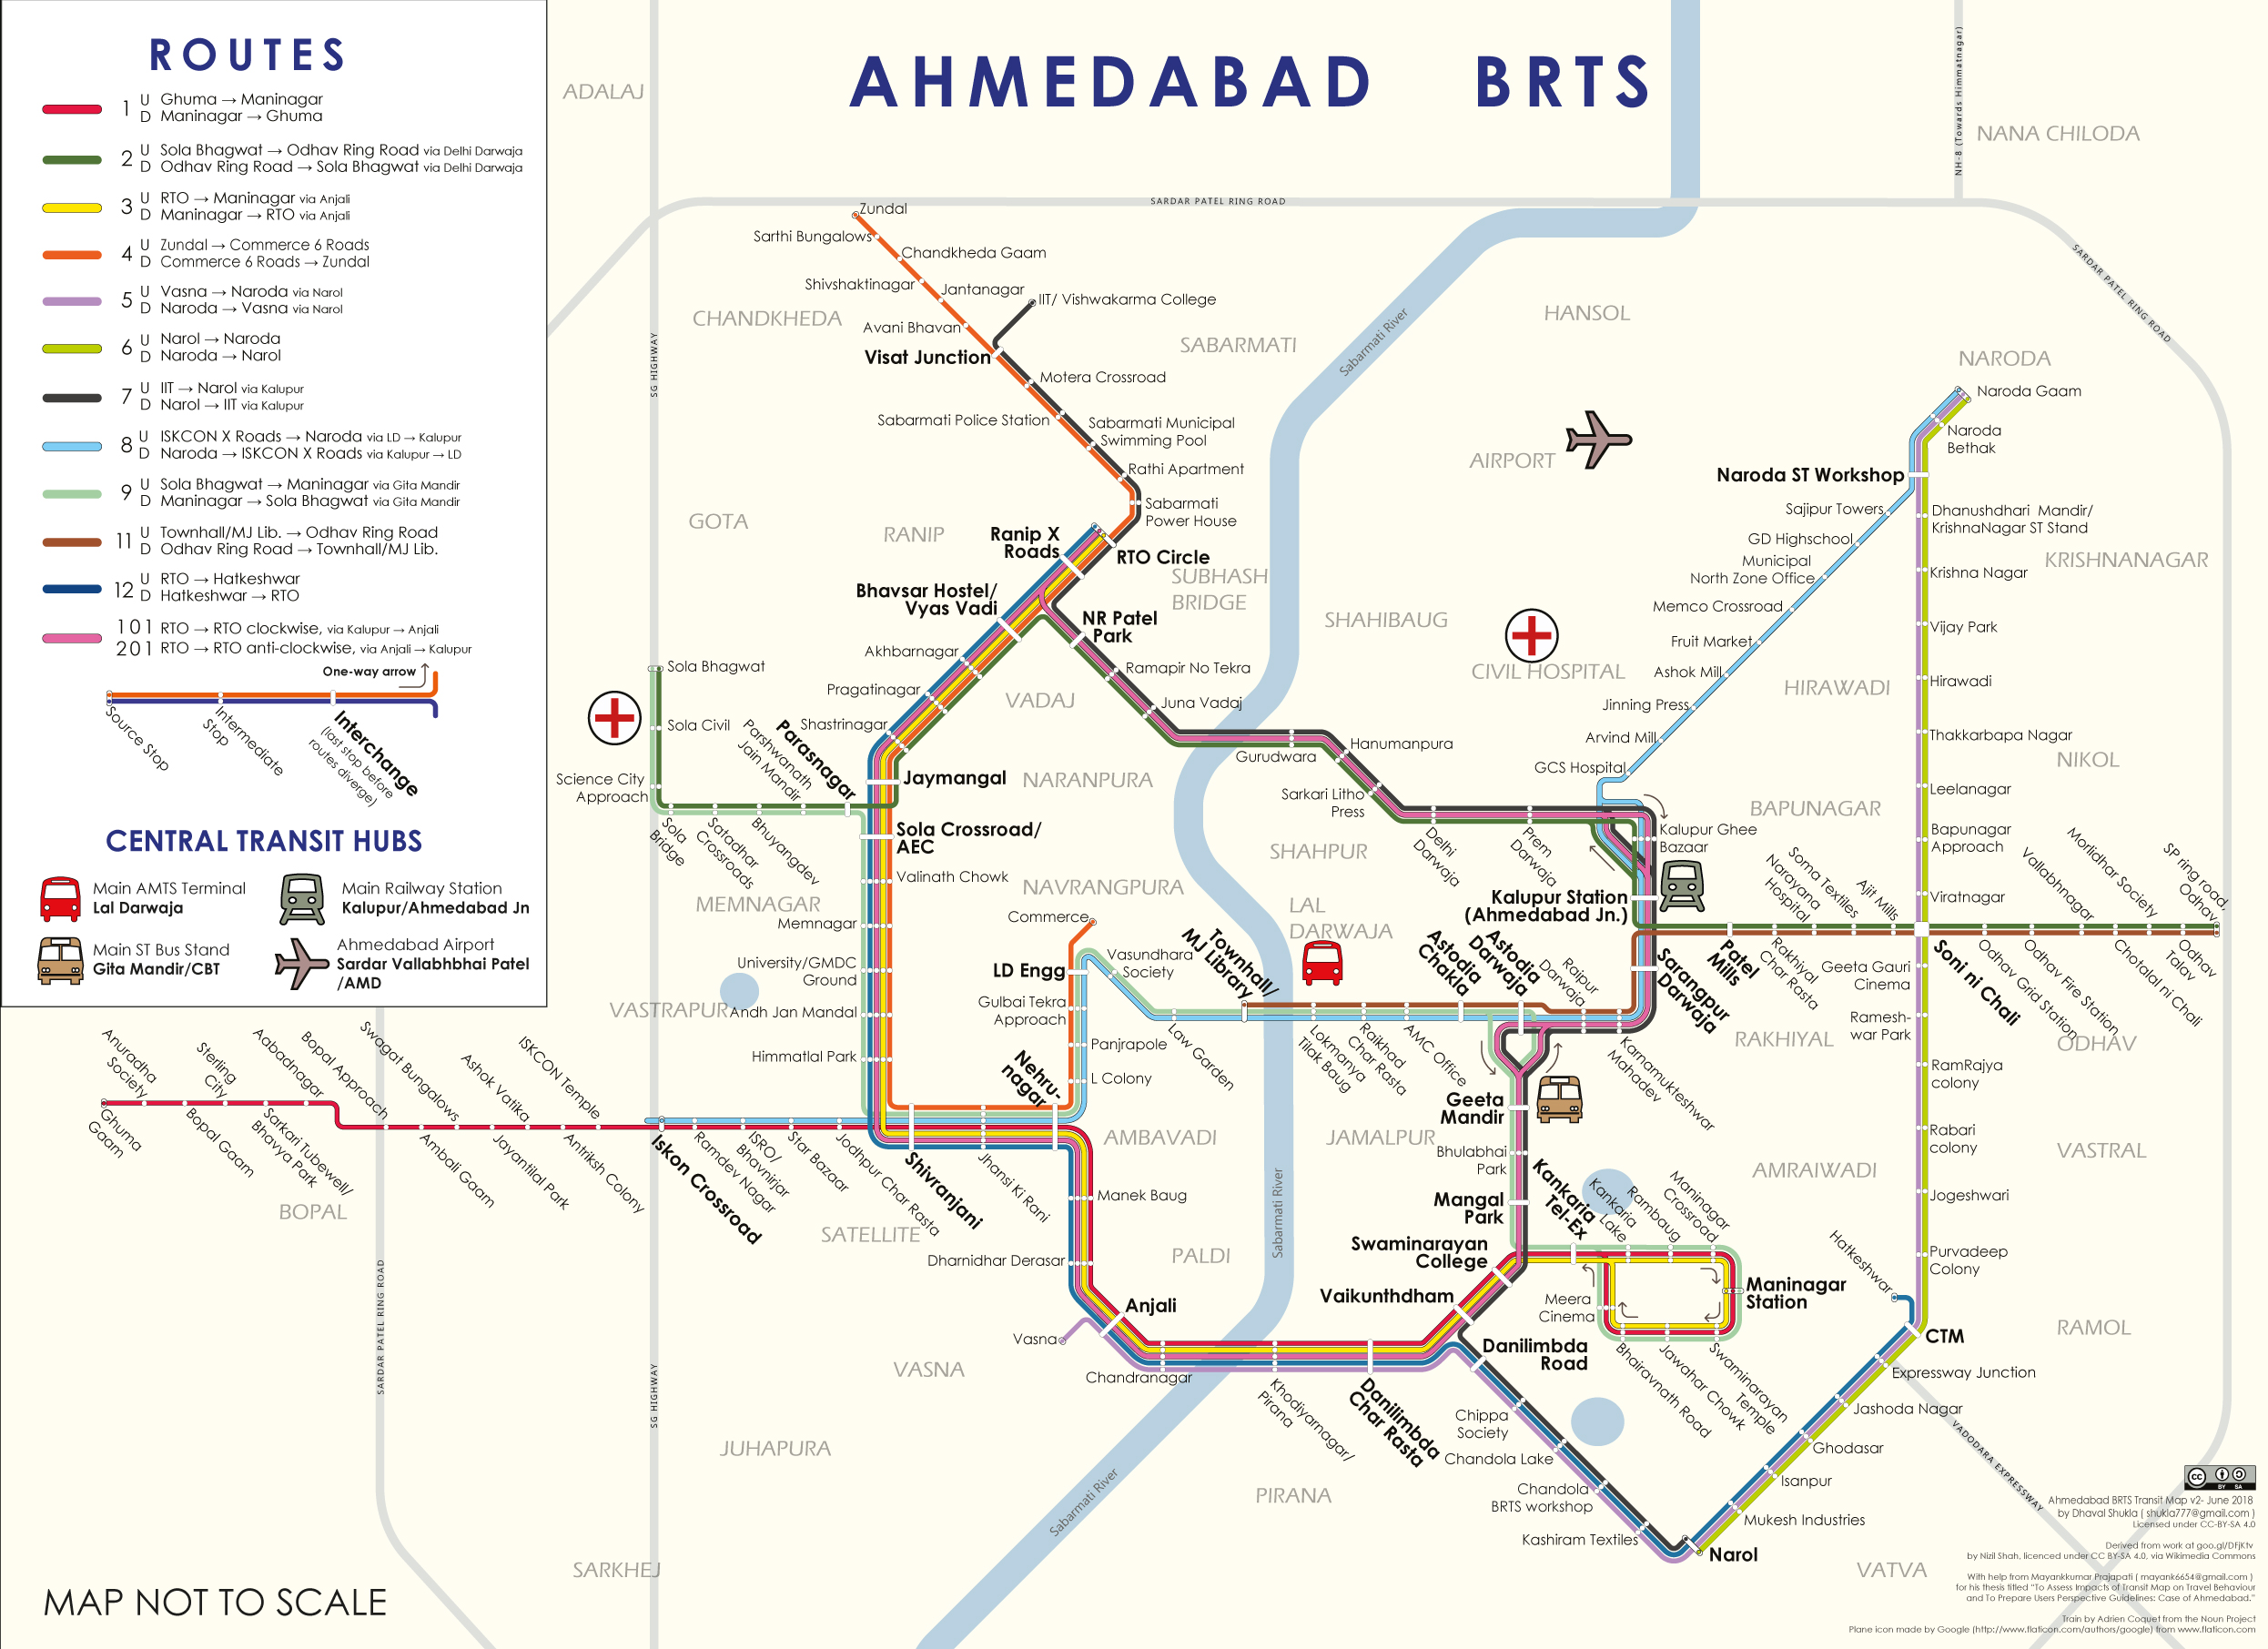 ROUTES
1 U Ghuma → Maninagar
D Maninagar → Ghuma
2 U Sola Bhagwat → Odhav Ring Road via Delhi Darwaja
D Odhav Ring Road → Sola Bhagwat via Delhi Darwaja
3 U RTO → Maninagar via Anjali
D Maninagar → RTO via Anjali
4 U Zundal → Commerce 6 Roads
D Commerce 6 Roads → Zundal
5 U Vasna → Naroda via Narol
D Naroda → Vasna via Narol
6 U Narol → Naroda
D Naroda → Narol
7 U IIT → Narol via Kalupur
D Narol → IIT via Kalupur
8 U ISKCON X Roads → Naroda via LD → Kalupur
D Naroda → ISKCON X Roads via Kalupur → LD
9 U Sola Bhagwat → Maninagar via Gita Mandir
D Maninagar → Sola Bhagwat via Gita Mandir
11 U Townhall/MJ Lib. → Odhav Ring Road
D Odhav Ring Road → Townhall/MJ Lib.
12 U RTO → Hatkeshwar
D Hatkeshwar → RTO
101 RTO → RTO clockwise, via Kalupur → Anjali
201 RTO → RTO anti-clockwise, via Anjali → Kalupur
One-way arrow
Source Stop
Intermediate
Stop
Interchange
(last stop before
routes diverge)
CENTRAL TRANSIT HUBS
Main AMTS Terminal
Lal Darwaja
Main Railway Station
Kalupur/Ahmedabad Jn
Main ST Bus Stand
Gita Mandir/CBT
Ahmedabad Airport
Sardar Vallabhbhai Patel
/AMD
AHMEDABAD BRTS
ADALAJ
NANA CHILODA
NH-8 (Towards Himmatnagar)
SARDAR PATEL RING ROAD
SARDAR PATEL RING ROAD
SG HIGHWAY
Zundal
Sarthi Bungalows
Chandkheda Gaam
Shivshaktinagar
Jantanagar
IIT/ Vishwakarma College
CHANDKHEDA
Avani Bhavan
Visat Junction
SABARMATI
Sabarmati River
HANSOL
NARODA
Motera Crossroad
Sabarmati Police Station
Sabarmati Municipal
Swimming Pool
Rathi Apartment
Sabarmati
Power House
AIRPORT
Naroda Gaam
Naroda
Bethak
Naroda ST Workshop
GOTA
RANIP
Ranip X
Roads
RTO Circle
SUBHASH
BRIDGE
Bhavsar Hostel/
Vyas Vadi
NR Patel
Park
SHAHIBAUG
CIVIL HOSPITAL
Sajipur Towers
GD Highschool
Municipal
North Zone Office
Memco Crossroad
Fruit Market
Ashok Mill
Jinning Press
Arvind Mill
GCS Hospital
Dhanushdhari Mandir/
KrishnaNagar ST Stand
KRISHNANAGAR
Krishna Nagar
Vijay Park
Hirawadi
HIRAWADI
Thakkarbapa Nagar
NIKOL
Leelanagar
BAPUNAGAR
Bapunagar
Approach
Viratnagar
Akhbarnagar
Pragatinagar
Shastrinagar
VADAJ
Ramapir No Tekra
Juna Vadaj
Gurudwara
Hanumanpura
Sarkari Litho
Press
Delhi
Darwaja
Prem
Darwaja
Kalupur Ghee
Bazaar
Sola Bhagwat
Sola Civil
Science City
Approach
Sola
Bridge
Satadhar
Crossroads
Bhuyangdev
Parshwanath
Jain Mandir
Parasnagar
Jaymangal
NARANPURA
Sola Crossroad/
AEC
SHAHPUR
Valinath Chowk
NAVRANGPURA
MEMNAGAR
Memnagar
Commerce
LAL
DARWAJA
Kalupur Station
(Ahmedabad Jn.)
Narayana
Hospital
Soma Textiles
Ajit Mills
Vallabhnagar
Morlidhar Society
SP ring road,
Odhav
Patel
Mills
Rakhiyal
Char Rasta
Soni ni Chali
Odhav Grid Station
Odhav Fire Station
Chotalal ni Chali
Odhav
Talav
University/GMDC
Ground
LD Engg
Vasundhara
Society
Townhall/
MJ Library
Astodia
Chakla
Astodia
Darwaja
Raipur
Darwaja
Sarangpur
Darwaja
Geeta Gauri
Cinema
VASTRAPUR
Andh Jan Mandal
Gulbai Tekra
Approach
Law Garden
Lokmanya
Tilak Baug
Raikhad
Char Rasta
AMC Office
Karnamukteshwar
Mahadev
RAKHIYAL
Ramesh-
war Park
ODHAV
Himmatlal Park
Nehru-
nagar
Panjrapole
L Colony
RamRajya
colony
Anuradha
Society
Sterling
City
Aabadnagar
Bopal Approach
Swagat Bungalows
Ashok Vatika
ISKCON Temple
Ghuma
Gaam
Bopal Gaam
Sarkari Tubewell/
Bhavya Park
Ambali Gaam
Jayantilal Park
Antriksh Colony
Iskon Crossroad
Ramdev Nagar
ISRO/
Bhavnirjar
Star Bazaar
Jodhpur Char Rasta
Shivranjani
Jhansi Ki Rani
AMBAVADI
JAMALPUR
Geeta
Mandir
Bhulabhai
Park
Mangal
Park
Kankaria
Tel-Ex
Kankaria
Lake
Rambaug
Maninagar
Crossroad
AMRAIWADI
Rabari
colony
VASTRAL
Jogeshwari
BOPAL
SATELLITE
Manek Baug
Dharnidhar Derasar
PALDI
Sabarmati River
Swaminarayan
College
Vaikunthdham
Meera
Cinema
Maninagar
Station
Hatkeshwar
Purvadeep
Colony
SARDAR PATEL RING ROAD
SG HIGHWAY
Anjali
Vasna
VASNA
Chandranagar
Khodiyarnagar/
Pirana
Danilimbda
Char Rasta
Danilimbda
Road
Bhairavnath Road
Jawahar Chowk
Swaminarayan
Temple
CTM
RAMOL
Expressway Junction
Jashoda Nagar
VADODARA EXPRESSWAY
Ghodasar
Isanpur
Mukesh Industries
Chippa
Society
Chandola Lake
Chandola
BRTS workshop
Kashiram Textiles
Narol
JUHAPURA
PIRANA
Sabarmati River
SARKHEJ
VATVA
MAP NOT TO SCALE
cc BY SA
Ahmedabad BRTS Transit Map v2- June 2018
by Dhaval Shukla ( shukla777@gmail.com )
Licensed under CC-BY-SA 4.0
Derived from work at goo.gl/DFjKtv
by Nizil Shah, licenced under CC BY-SA 4.0, via Wikimedia Commons
With help from Mayankkumar Prajapati ( mayank6654@gmail.com )
for his thesis titled "To Assess Impacts of Transit Map on Travel Behaviour
and To Prepare Users Perspective Guidelines: Case of Ahmedabad."
Train by Adrien Coquet from the Noun Project
Plane icon made by Google (http://www.flaticon.com/authors/google) from www.flaticon.com